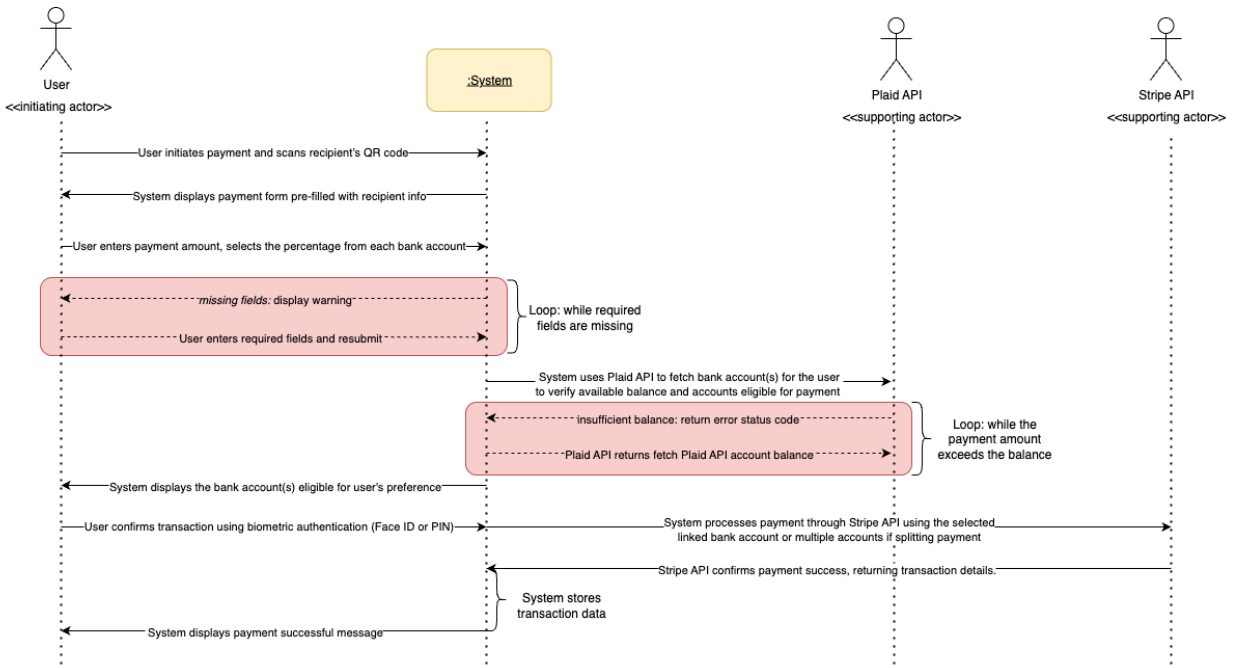 User
<<initiating actor>>
:System
Plaid API
<<supporting actor>>
Stripe API
<<supporting actor>>
User initiates payment and scans recipient's QR code
System displays payment form pre-filled with recipient info
User enters payment amount, selects the percentage from each bank account
missing fields: display warning
User enters required fields and resubmit
Loop: while required
fields are missing
System uses Plaid API to fetch bank account(s) for the user
to verify available balance and accounts eligible for payment
insufficient balance: return error status code
Plaid API returns fetch Plaid API account balance
Loop: while the
payment amount
exceeds the balance
System displays the bank account(s) eligible for user's preference
User confirms transaction using biometric authentication (Face ID or PIN)
System processes payment through Stripe API using the selected
linked bank account or multiple accounts if splitting payment
Stripe API confirms payment success, returning transaction details.
System stores
transaction data
System displays payment successful message